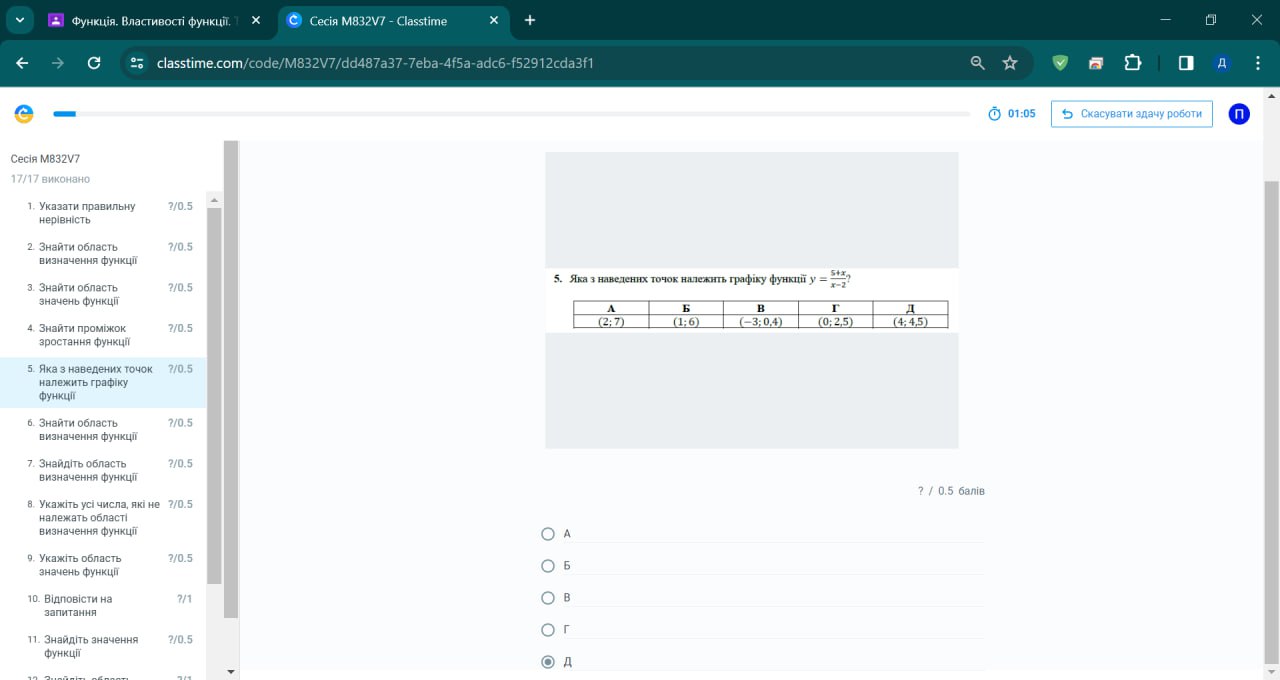 Функція. Властивості функції.
Сесія M832V7 - Classtime
classtime.com/code/M832V7/dd487a37-7eba-4f5a-adc6-f52912cda3f1
Д
01:05
Скасувати здачу роботи
П
Сесія M832V7
17/17 виконано
1. Указати правильну ?/0.5
нерівність
2. Знайти область ?/0.5
визначення функції
3. Знайти область ?/0.5
значень функції
4. Знайти проміжок ?/0.5
зростання функції
5. Яка з наведених точок ?/0.5
належить графіку
функції
6. Знайти область ?/0.5
визначення функції
7. Знайдіть область ?/0.5
визначення функції
8. Укажіть усі числа, які не ?/0.5
належать області
визначення функції
9. Укажіть область ?/0.5
значень функції
10. Відповісти на ?/1
запитання
11. Знайдіть значення ?/0.5
функції
12. Знайдіть область ?/1
5. Яка з наведених точок належить графіку функції y = (5+x)/(x−2)?
А Б В Г Д
(2; 7) (1; 6) (−3; 0,4) (0; 2,5) (4; 4,5)
? / 0.5 балів
А
Б
В
Г
Д